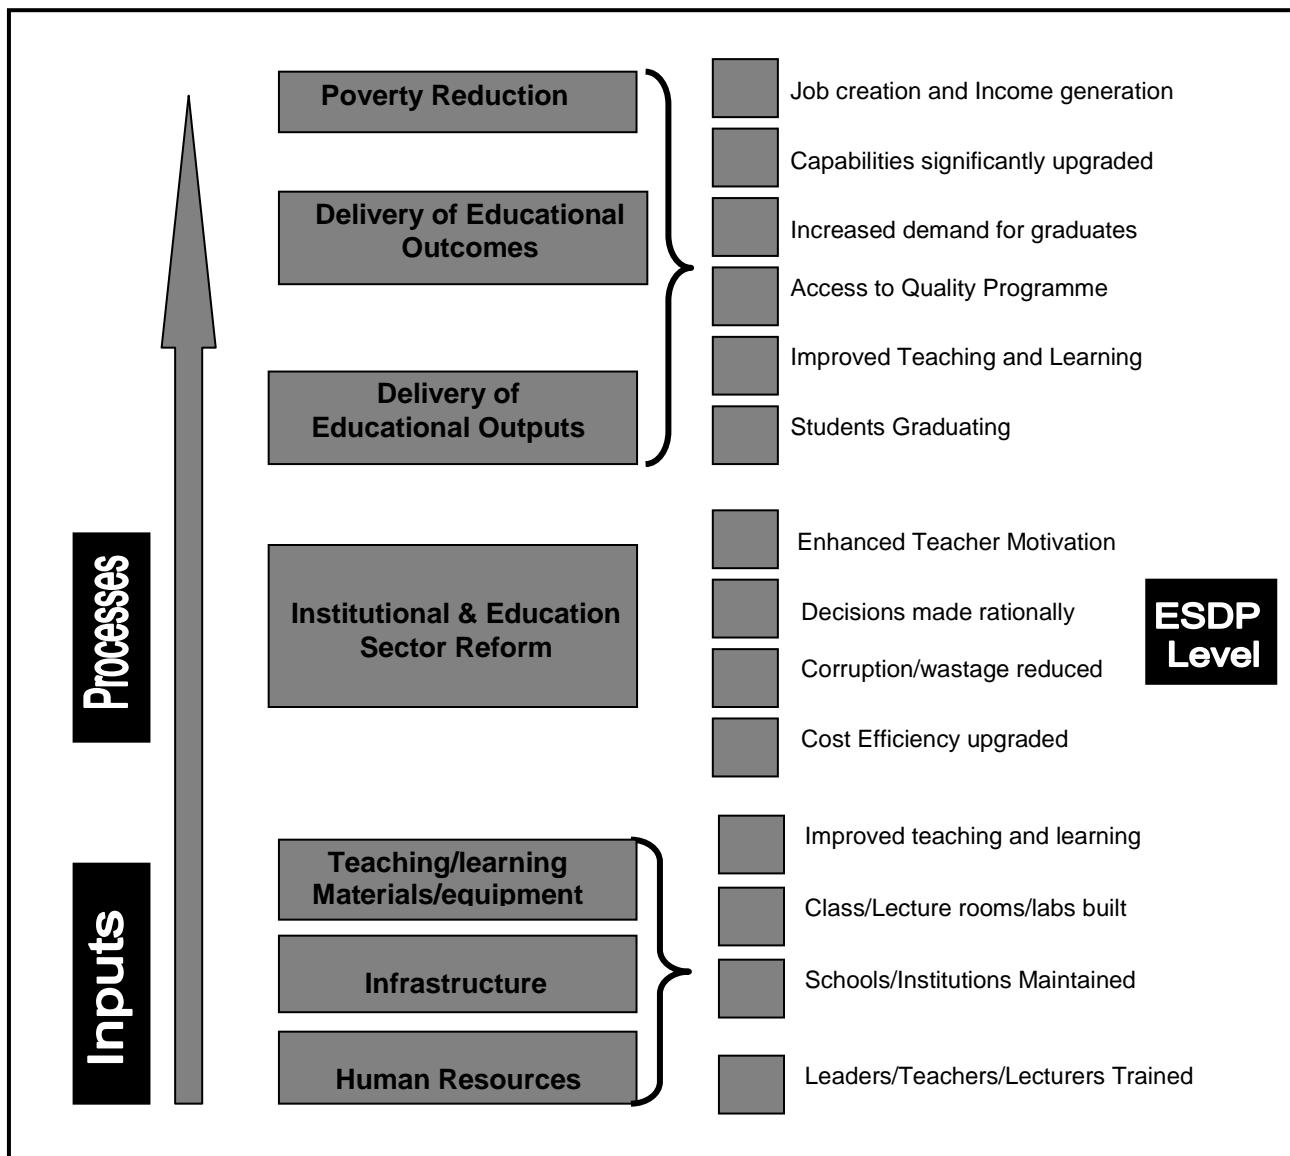 Poverty Reduction
Delivery of Educational
Outcomes
Delivery of
Educational Outputs
Job creation and Income generation
Capabilities significantly upgraded
Increased demand for graduates
Access to Quality Programme
Improved Teaching and Learning
Students Graduating
Processes
Institutional & Education
Sector Reform
Enhanced Teacher Motivation
Decisions made rationally
Corruption/wastage reduced
Cost Efficiency upgraded
ESDP
Level
Inputs
Teaching/learning
Materials/equipment
Infrastructure
Human Resources
Improved teaching and learning
Class/Lecture rooms/labs built
Schools/Institutions Maintained
Leaders/Teachers/Lecturers Trained